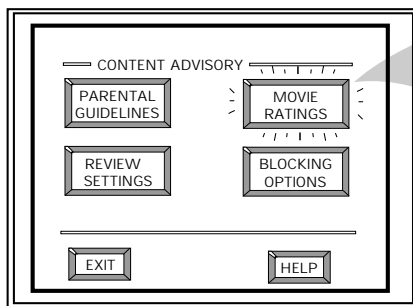 CONTENT ADVISORY
PARENTAL
GUIDELINES
MOVIE
RATINGS
REVIEW
SETTINGS
BLOCKING
OPTIONS
EXIT
HELP